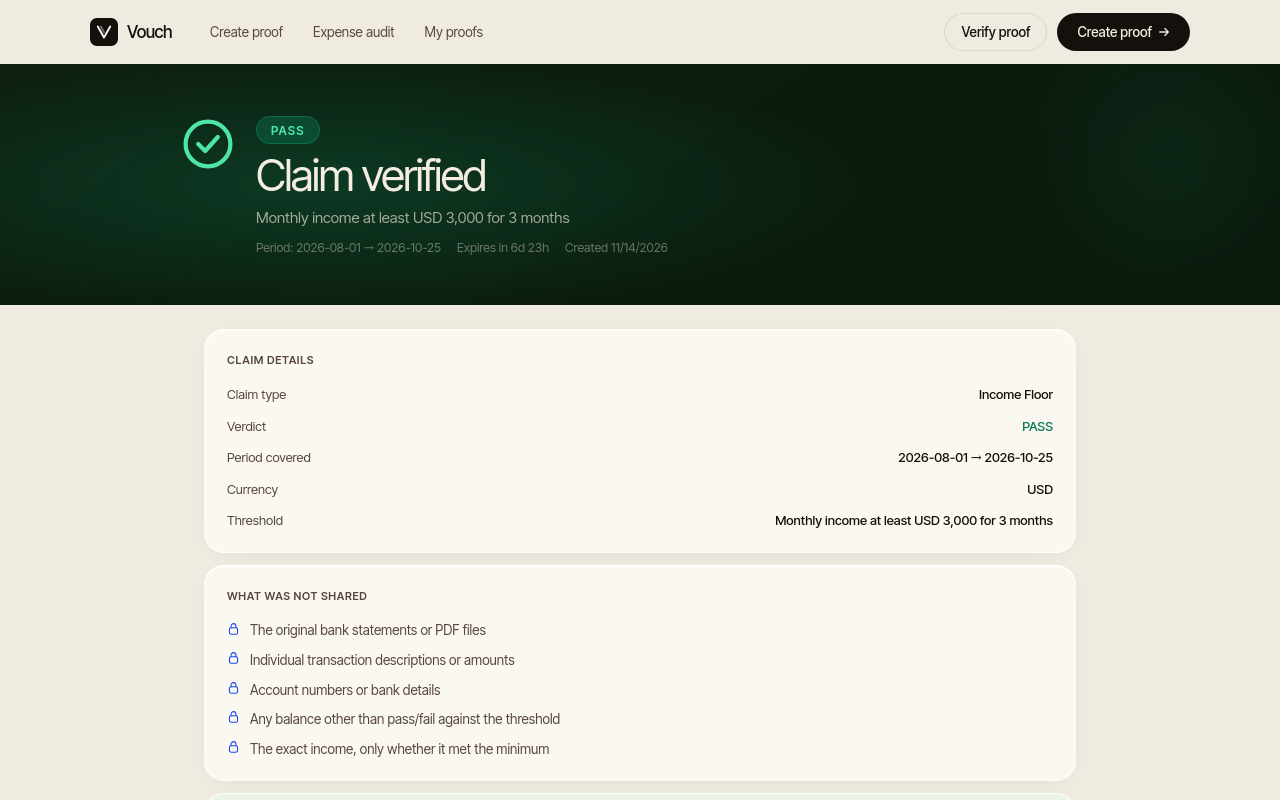 Vouch
Create proof
Expense audit
My proofs
Verify proof
Create proof →
PASS
Claim verified
Monthly income at least USD 3,000 for 3 months
Period: 2026-08-01 → 2026-10-25 Expires in 6d 23h Created 11/14/2026
CLAIM DETAILS
Claim type Income Floor
Verdict PASS
Period covered 2026-08-01 → 2026-10-25
Currency USD
Threshold Monthly income at least USD 3,000 for 3 months
WHAT WAS NOT SHARED
The original bank statements or PDF files
Individual transaction descriptions or amounts
Account numbers or bank details
Any balance other than pass/fail against the threshold
The exact income, only whether it met the minimum